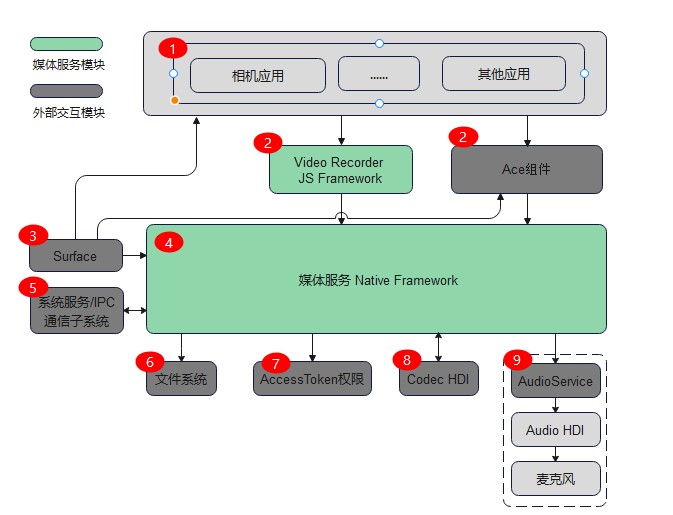 媒体服务模块
外部交互模块
1
相机应用
......
其他应用
2
Video Recorder
JS Framework
2
Ace组件
3
Surface
4
媒体服务 Native Framework
5
系统服务/IPC
通信子系统
6
文件系统
7
AccessToken权限
8
Codec HDI
9
AudioService
Audio HDI
麦克风